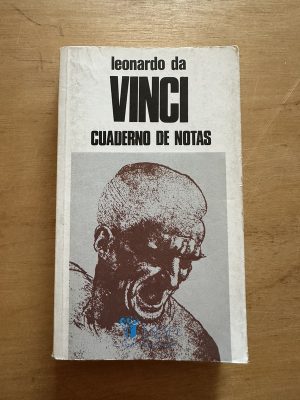 leonardo da
VINCI
CUADERNO DE NOTAS